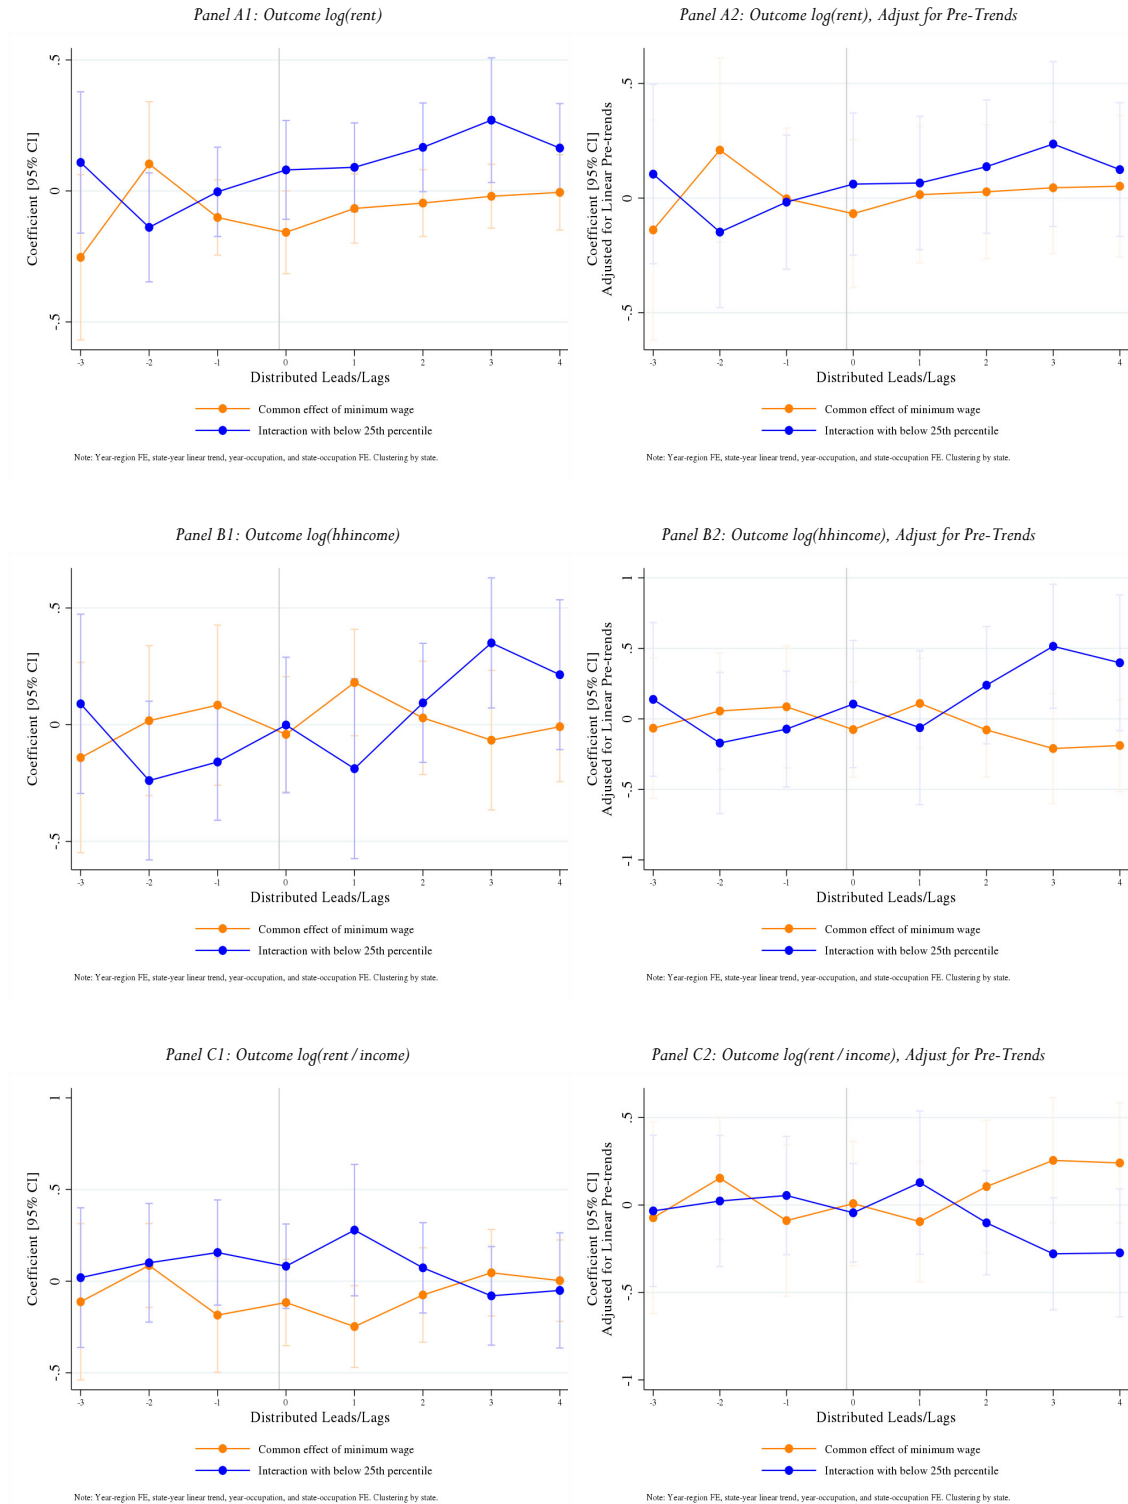 Panel A1: Outcome log(rent)
.5
0
-.5
Coefficient [95% CI]
-3 -2 -1 0 1 2 3 4
Distributed Leads/Lags
Common effect of minimum wage
Interaction with below 25th percentile
Note: Year-region FE, state-year linear trend, year-occupation, and state-occupation FE. Clustering by state.
Panel A2: Outcome log(rent), Adjust for Pre-Trends
.5
0
-.5
Coefficient [95% CI]
Adjusted for Linear Pre-trends
-3 -2 -1 0 1 2 3 4
Distributed Leads/Lags
Common effect of minimum wage
Interaction with below 25th percentile
Note: Year-region FE, state-year linear trend, year-occupation, and state-occupation FE. Clustering by state.
Panel B1: Outcome log(hhincome)
.5
0
-.5
Coefficient [95% CI]
-3 -2 -1 0 1 2 3 4
Distributed Leads/Lags
Common effect of minimum wage
Interaction with below 25th percentile
Note: Year-region FE, state-year linear trend, year-occupation, and state-occupation FE. Clustering by state.
Panel B2: Outcome log(hhincome), Adjust for Pre-Trends
1
.5
0
-.5
-1
Coefficient [95% CI]
Adjusted for Linear Pre-trends
-3 -2 -1 0 1 2 3 4
Distributed Leads/Lags
Common effect of minimum wage
Interaction with below 25th percentile
Note: Year-region FE, state-year linear trend, year-occupation, and state-occupation FE. Clustering by state.
Panel C1: Outcome log(rent/income)
1
.5
0
-.5
Coefficient [95% CI]
-3 -2 -1 0 1 2 3 4
Distributed Leads/Lags
Common effect of minimum wage
Interaction with below 25th percentile
Note: Year-region FE, state-year linear trend, year-occupation, and state-occupation FE. Clustering by state.
Panel C2: Outcome log(rent/income), Adjust for Pre-Trends
.5
0
-.5
-1
Coefficient [95% CI]
Adjusted for Linear Pre-trends
-3 -2 -1 0 1 2 3 4
Distributed Leads/Lags
Common effect of minimum wage
Interaction with below 25th percentile
Note: Year-region FE, state-year linear trend, year-occupation, and state-occupation FE. Clustering by state.